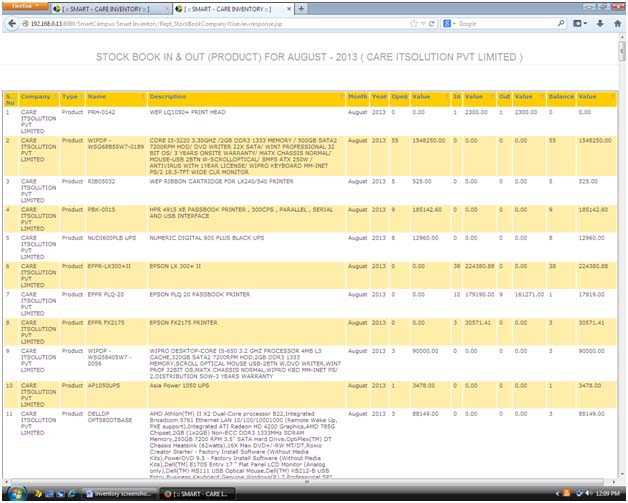 firefox
[ :: SMART - CARE INVENTORY :: ]
[ :: SMART - CARE INVENTORY :: ]
192.168.0.13:8089/SmartCampus/Smart Inventory/Rept_StockBookCompany/Viewresponse.jsp
Google
STOCK BOOK IN & OUT (PRODUCT) FOR AUGUST - 2013 ( CARE ITSOLUTION PVT LIMITED )
S. No Company Type Name Description Month Year Open Value In Value Out Value Balance Value
1 CARE ITSOLUTION PVT LIMITED Product PRH-0142 WEP LQ1050+ PRINT HEAD August 2013 0 0.00 1 2300.00 1 2300.00 0 0.00
2 CARE ITSOLUTION PVT LIMITED Product WIPDP - WSG68B55W7-0189 CORE I3-3220 3.30GHZ /2GB DDR3 1333 MEMORY / 500GB SATA2
7200RPM HDD/ DVD WRITER 22X SATA/ WIN7 PROFESSIONAL 32
BIT OS/ 3 YEARS ONSITE WARRANTY/ MATX CHASSIS NORMAL/
MOUSE-USB 2BTN W-SCROLLOPTICAL/ SMPS ATX 250W /
ANTIVIRUS WITH 1YEAR LICENSE/ WIPRO KEYBOARD MM-INET
PS/2 18.5-TFT WIDE CLR MONITOR August 2013 55 1548250.00 0 0.00 0 0.00 55 1548250.00
3 CARE ITSOLUTION PVT LIMITED Product RIB05032 WEP RIBBON CARTRIDGE FOR LX240/540 PRINTER August 2013 5 525.00 0 0.00 0 0.00 5 525.00
4 CARE ITSOLUTION PVT LIMITED Product PBK-0015 HPR 4915 XE PASSBOOK PRINTER , 300CPS , PARALLEL , SERIAL
AND USB INTERFACE August 2013 9 185142.60 0 0.00 0 0.00 9 185142.60
5 CARE ITSOLUTION PVT LIMITED Product NUDI600PLB UPS NUMERIC DIGITAL 600 PLUS BLACK UPS August 2013 8 12960.00 0 0.00 0 0.00 8 12960.00
6 CARE ITSOLUTION PVT LIMITED Product EPPR-LX300+II EPSON LX 300+ II August 2013 0 0.00 38 224380.88 0 0.00 38 224380.88
7 CARE ITSOLUTION PVT LIMITED Product EPPR PLQ-20 EPSON PLQ 20 PASSBOOK PRINTER August 2013 0 0.00 10 179190.00 9 161271.00 1 17919.00
8 CARE ITSOLUTION PVT LIMITED Product EPPR FX2175 EPSON FX2175 PRINTER August 2013 0 0.00 3 30571.41 0 0.00 3 30571.41
9 CARE ITSOLUTION PVT LIMITED Product WIPDP - WSG58405W7 - 0056 WIPRO DESKTOP-CORE I5-650 3.2 GHZ PROCESSOR 4MB L3
CACHE,320GB SATA2 7200RPM HDD,2GB DDR3 1333
MEMORY,SCROLL OPTICAL MOUSE USB-2BTN W,DVD WRITER,WIN7
PROF 32BIT OS,MATX CHASSIS NORMAL,WIPRO KBD MM-INET PS/
2,DISTRIBUTION SOW-3 YEARS WARRANTY August 2013 3 90000.00 0 0.00 0 0.00 3 90000.00
10 CARE ITSOLUTION PVT LIMITED Product AP1050UPS Asia Power 1050 UPS August 2013 1 3478.00 0 0.00 0 0.00 1 3478.00
11 CARE ITSOLUTION PVT LIMITED Product DELLDP OPT580DTBASE AMD Athlon(TM) II X2 Dual-Core processor B22,Integrated
Broadcom 5761 Ethernet LAN 10/100/10001000 (Remote Wake Up,
PXE support),Integrated ATI Radeon HD 4200 Graphics,AMD 785G
Chipset,2GB (1x2GB) Non-ECC DDR3 1333MHz SDRAM
Memory,250GB 7200 RPM 3.5" SATA Hard Drive,OptiPlex(TM) DT
Chassis Heatsink (62watts),16X Max DVD+/-RW MT/DT,Roxio
Creator Starter - Factory Install Software (Without Media
Kits),PowerDVD 9.5 - Factory Install Software (Without Media
Kits),Dell(TM) E170S Entry 17 " Flat Panel LCD Monitor (Analog
only),Dell(TM) MS111 USB Optical Mouse,Dell(TM) KB212-B USB
Entry Business Keyboard Genuine Windows(R) 7 Professional SP1 August 2013 3 88149.00 0 0.00 0 0.00 3 88149.00
inventory screensho...
[ :: SMART - CARE I...
12:09 PM